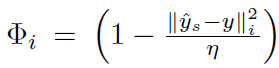 Φ_i = (1 − ‖ŷ_s − y‖_i^2 / η)